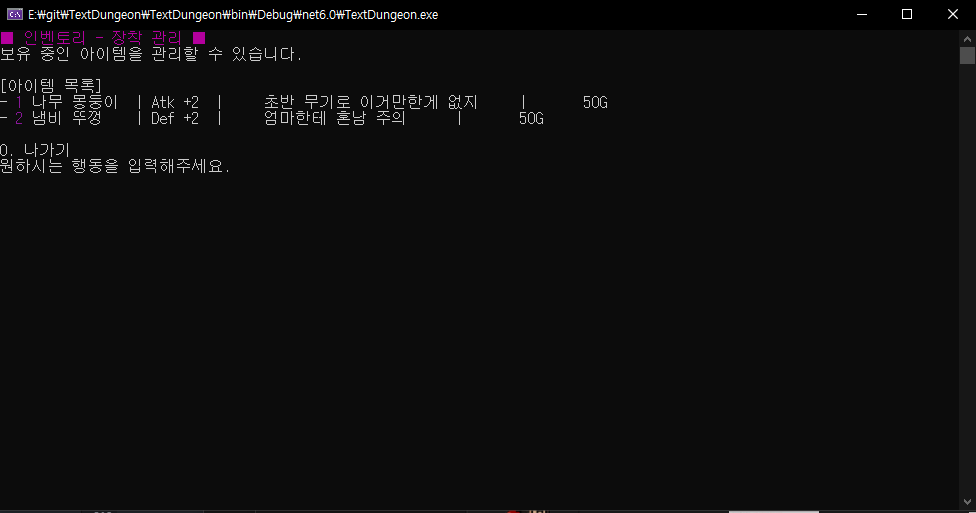 E:\git\TextDungeon\TextDungeon\bin\Debug\net6.0\TextDungeon.exe
■ 인벤토리 - 장착 관리 ■
보유 중인 아이템을 관리할 수 있습니다.
[아이템 목록]
- 1 나무 몽둥이 | Atk +2 | 초반 무기로 이거만한게 없지 | 50G
- 2 냄비 뚜껑 | Def +2 | 엄마한테 혼남 주의 | 50G
0. 나가기
원하시는 행동을 입력해주세요.